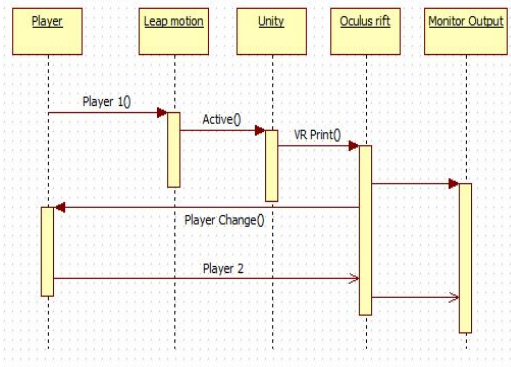 Player
Leap motion
Unity
Oculus rift
Monitor Output
Player 1()
Active()
VR Print()
Player Change()
Player 2